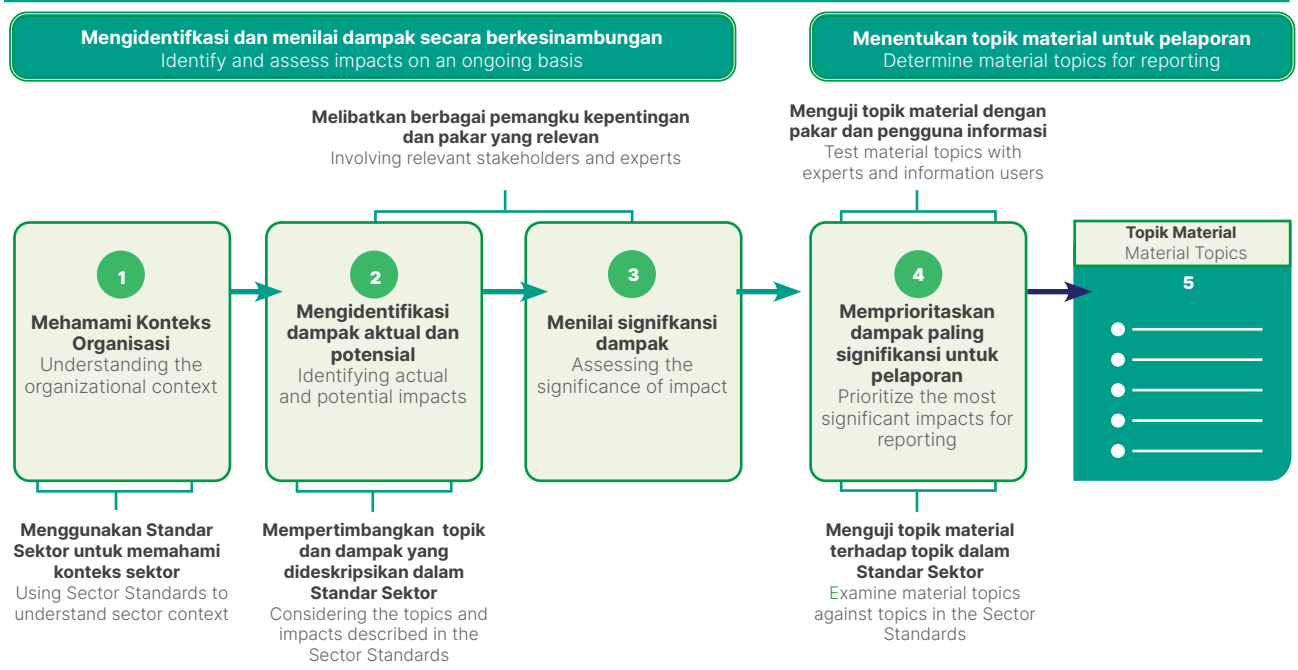 Mengidentifkasi dan menilai dampak secara berkesinambungan
Identify and assess impacts on an ongoing basis
Menentukan topik material untuk pelaporan
Determine material topics for reporting
Melibatkan berbagai pemangku kepentingan
dan pakar yang relevan
Involving relevant stakeholders and experts
Menguji topik material dengan
pakar dan pengguna informasi
Test material topics with
experts and information users
1
Mehamami Konteks
Organisasi
Understanding the
organizational context
2
Mengidentifikasi
dampak aktual dan
potensial
Identifying actual
and potential impacts
3
Menilai signifkansi
dampak
Assessing the
significance of impact
4
Memprioritaskan
dampak paling
signifikansi untuk
pelaporan
Prioritize the most
significant impacts for
reporting
Topik Material
Material Topics
5
Menggunakan Standar
Sektor untuk memahami
konteks sektor
Using Sector Standards to
understand sector context
Mempertimbangkan topik
dan dampak yang
dideskripsikan dalam
Standar Sektor
Considering the topics and
impacts described in the
Sector Standards
Menguji topik material
terhadap topik dalam
Standar Sektor
Examine material topics
against topics in the Sector
Standards